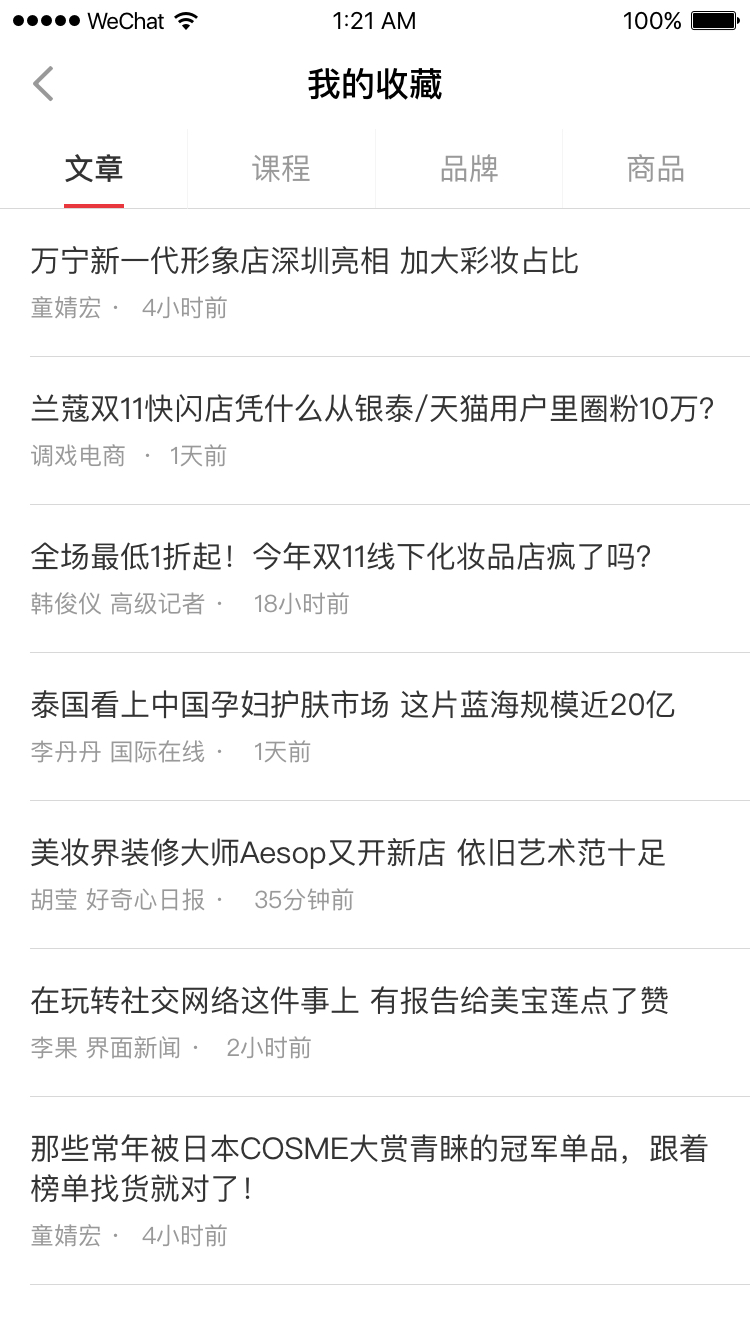 WeChat 1:21 AM 100%
我的收藏
文章 课程 品牌 商品
万宁新一代形象店深圳亮相 加大彩妆占比
童婧宏 · 4小时前
兰蔻双11快闪店凭什么从银泰/天猫用户里圈粉10万?
调戏电商 · 1天前
全场最低1折起！今年双11线下化妆品店疯了吗?
韩俊仪 高级记者 · 18小时前
泰国看上中国孕妇护肤市场 这片蓝海规模近20亿
李丹丹 国际在线 · 1天前
美妆界装修大师Aesop又开新店 依旧艺术范十足
胡莹 好奇心日报 · 35分钟前
在玩转社交网络这件事上 有报告给美宝莲点了赞
李果 界面新闻 · 2小时前
那些常年被日本COSME大赏青睐的冠军单品，跟着
榜单找货就对了！
童婧宏 · 4小时前